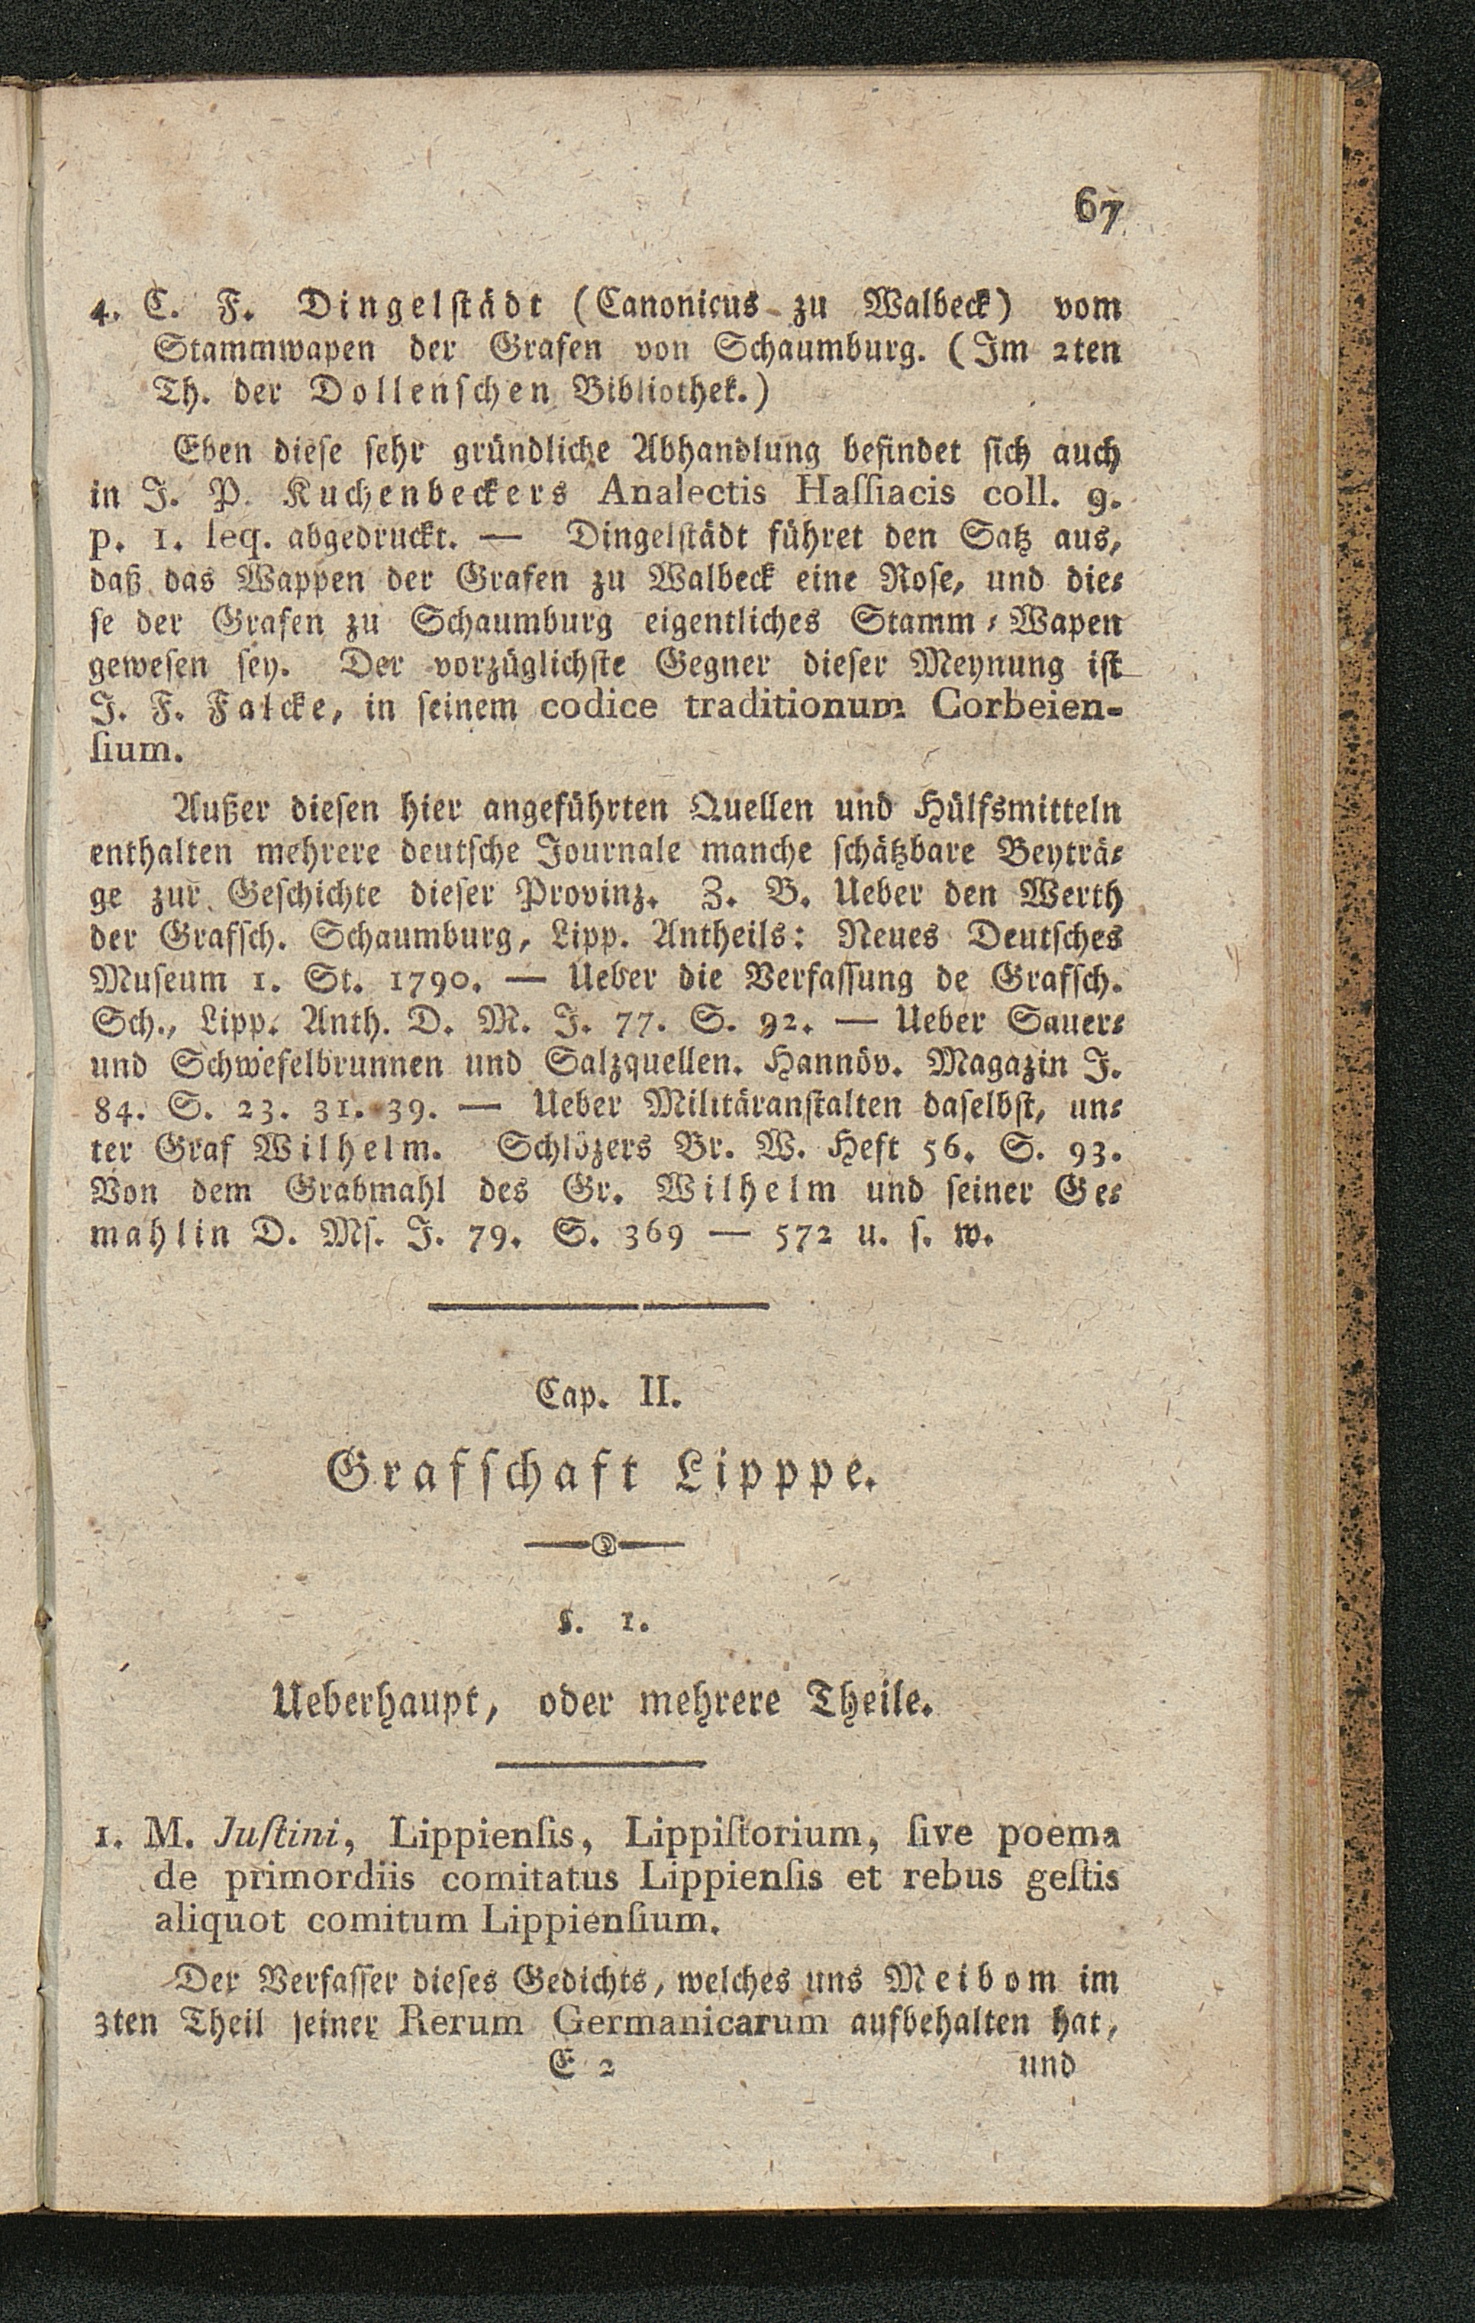 67
4. C. F. Dingelstädt (Canonicus zu Walbeck) vom
Stammwapen der Grafen von Schaumburg. (Im 2ten
Th. der Dollenschen Bibliothek.)
Eben diese sehr gründliche Abhandlung befindet sich auch
in J. P. Kuchenbeckers Analectis Haſſiacis coll. 9.
p. 1. ſeq. abgedruckt. — Dingelstädt führet den Satz aus,
daß das Wappen der Grafen zu Walbeck eine Rose, und die-
se der Grafen zu Schaumburg eigentliches Stamm-Wapen
gewesen sey. Der vorzüglichste Gegner dieser Meynung ist
J. F. Falcke, in seinem codice traditionum Corbeien-
ſium.
Außer diesen hier angeführten Quellen und Hülfsmitteln
enthalten mehrere deutsche Journale manche schätzbare Beyträ-
ge zur Geschichte dieser Provinz. Z. B. Ueber den Werth
der Grafsch. Schaumburg, Lipp. Antheils: Neues Deutsches
Museum 1. St. 1790. — Ueber die Verfassung de Grafsch.
Sch., Lipp. Anth. D. M. J. 77. S. 92. — Ueber Sauer-
und Schwefelbrunnen und Salzquellen. Hannöv. Magazin J.
84. S. 23. 31. 39. — Ueber Militäranstalten daselbst, un-
ter Graf Wilhelm. Schlözers Br. W. Heft 56. S. 93.
Von dem Grabmahl des Gr. Wilhelm und seiner Ge-
mahlin D. Ms. J. 79. S. 369 — 572 u. s. w.
Cap. II.
Grafschaft Lipppe.
§. 1.
Ueberhaupt, oder mehrere Theile.
1. M. Juſtini, Lippienſis, Lippiſtorium, ſive poema
de primordiis comitatus Lippienſis et rebus geſtis
aliquot comitum Lippienſium.
Der Verfasser dieses Gedichts, welches uns Meibom im
3ten Theil seiner Rerum Germanicarum aufbehalten hat,
E 2 und